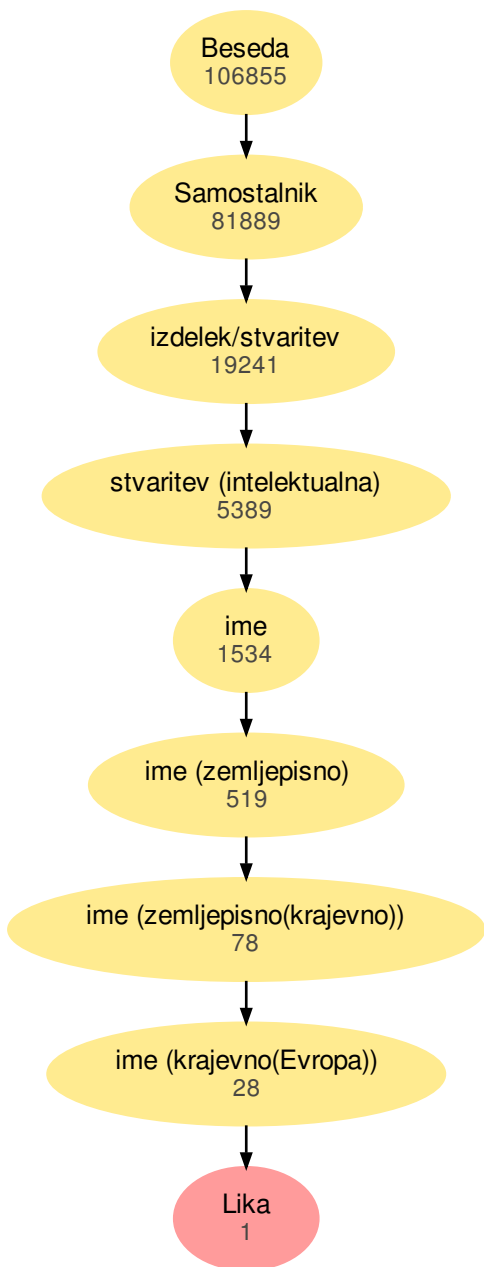 Beseda
106855
Samostalnik
81889
izdelek/stvaritev
19241
stvaritev (intelektualna)
5389
ime
1534
ime (zemljepisno)
519
ime (zemljepisno(krajevno))
78
ime (krajevno(Evropa))
28
Lika
1